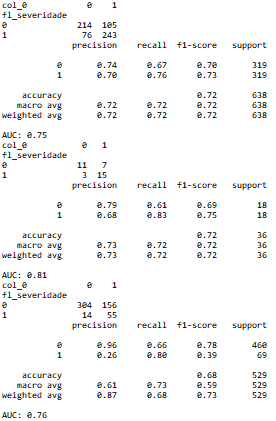 col_0 0 1
fl_severidade
0 214 105
1 76 243
precision recall f1-score support
0 0.74 0.67 0.70 319
1 0.70 0.76 0.73 319
accuracy 0.72 638
macro avg 0.72 0.72 0.72 638
weighted avg 0.72 0.72 0.72 638
AUC: 0.75
col_0 0 1
fl_severidade
0 11 7
1 3 15
precision recall f1-score support
0 0.79 0.61 0.69 18
1 0.68 0.83 0.75 18
accuracy 0.72 36
macro avg 0.73 0.72 0.72 36
weighted avg 0.73 0.72 0.72 36
AUC: 0.81
col_0 0 1
fl_severidade
0 304 156
1 14 55
precision recall f1-score support
0 0.96 0.66 0.78 460
1 0.26 0.80 0.39 69
accuracy 0.68 529
macro avg 0.61 0.73 0.59 529
weighted avg 0.87 0.68 0.73 529
AUC: 0.76